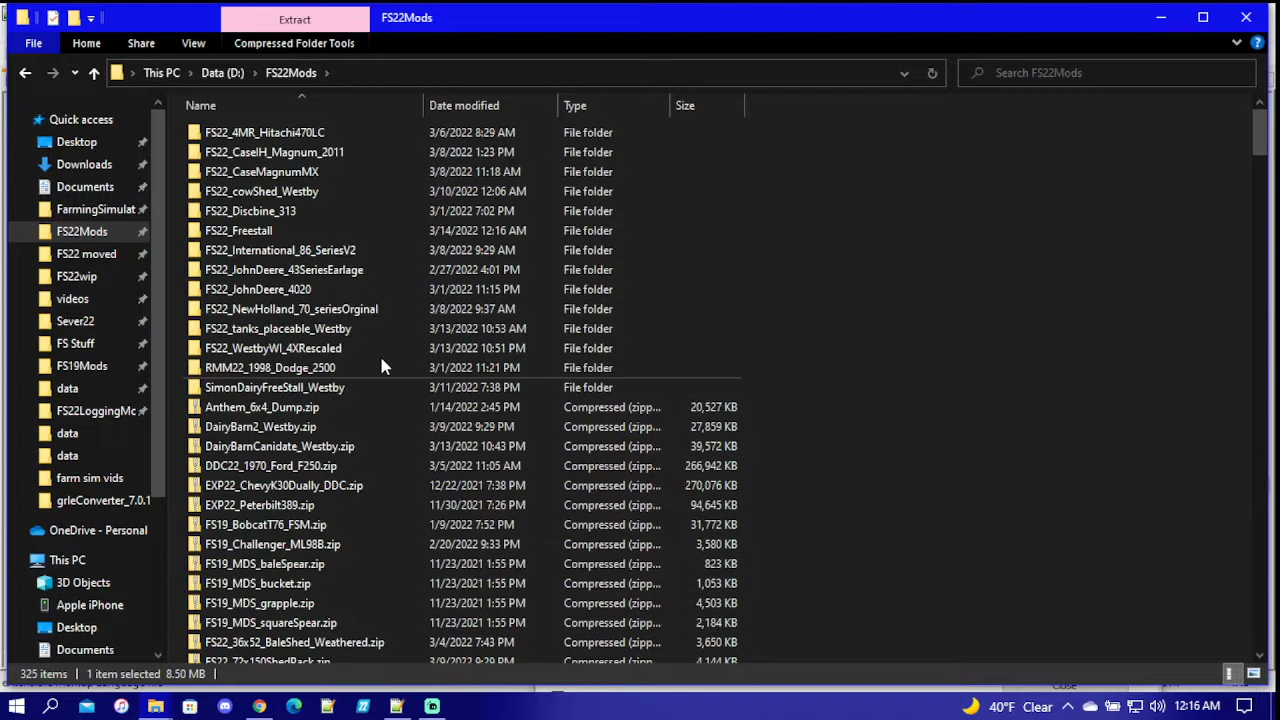 Extract
FS22Mods
File Home Share View Compressed Folder Tools
This PC > Data (D:) > FS22Mods >
Search FS22Mods
Name Date modified Type Size
Quick access
Desktop
Downloads
Documents
FarmingSimulat
FS22Mods
FS22 moved
FS22wip
videos
Sever22
FS Stuff
FS19Mods
data
FS22LoggingMc
data
data
farm sim vids
grleConverter_7.0.1
OneDrive - Personal
This PC
3D Objects
Apple iPhone
Desktop
Documents
FS22_4MR_Hitachi470LC 3/6/2022 8:29 AM File folder
FS22_CaseIH_Magnum_2011 3/8/2022 1:23 PM File folder
FS22_CaseMagnumMX 3/8/2022 11:18 AM File folder
FS22_cowShed_Westby 3/10/2022 12:06 AM File folder
FS22_Discbine_313 3/1/2022 7:02 PM File folder
FS22_Freestall 3/14/2022 12:16 AM File folder
FS22_International_86_SeriesV2 3/8/2022 9:29 AM File folder
FS22_JohnDeere_43SeriesEarlage 2/27/2022 4:01 PM File folder
FS22_JohnDeere_4020 3/1/2022 11:15 PM File folder
FS22_NewHolland_70_seriesOrginal 3/8/2022 9:37 AM File folder
FS22_tanks_placeable_Westby 3/13/2022 10:53 AM File folder
FS22_WestbyWI_4XRescaled 3/13/2022 10:51 PM File folder
RMM22_1998_Dodge_2500 3/1/2022 11:21 PM File folder
SimonDairyFreeStall_Westby 3/11/2022 7:38 PM File folder
Anthem_6x4_Dump.zip 1/14/2022 2:45 PM Compressed (zipp... 20,527 KB
DairyBarn2_Westby.zip 3/9/2022 9:29 PM Compressed (zipp... 27,859 KB
DairyBarnCanidate_Westby.zip 3/13/2022 10:43 PM Compressed (zipp... 39,572 KB
DDC22_1970_Ford_F250.zip 3/5/2022 11:05 AM Compressed (zipp... 266,942 KB
EXP22_ChevyK30Dually_DDC.zip 12/22/2021 7:38 PM Compressed (zipp... 270,076 KB
EXP22_Peterbilt389.zip 11/30/2021 7:26 PM Compressed (zipp... 94,645 KB
FS19_BobcatT76_FSM.zip 1/9/2022 7:52 PM Compressed (zipp... 31,772 KB
FS19_Challenger_ML98B.zip 2/20/2022 9:33 PM Compressed (zipp... 3,580 KB
FS19_MDS_baleSpear.zip 11/23/2021 1:55 PM Compressed (zipp... 823 KB
FS19_MDS_bucket.zip 11/23/2021 1:55 PM Compressed (zipp... 1,053 KB
FS19_MDS_grapple.zip 11/23/2021 1:55 PM Compressed (zipp... 4,503 KB
FS19_MDS_squareSpear.zip 11/23/2021 1:55 PM Compressed (zipp... 2,184 KB
FS22_36x52_BaleShed_Weathered.zip 3/4/2022 7:43 PM Compressed (zipp... 3,650 KB
FS22_72x150ShedPack.zip 3/9/2022 9:29 PM Compressed (zipp... 4,144 KB
325 items 1 item selected 8.50 MB
40°F Clear 12:16 AM